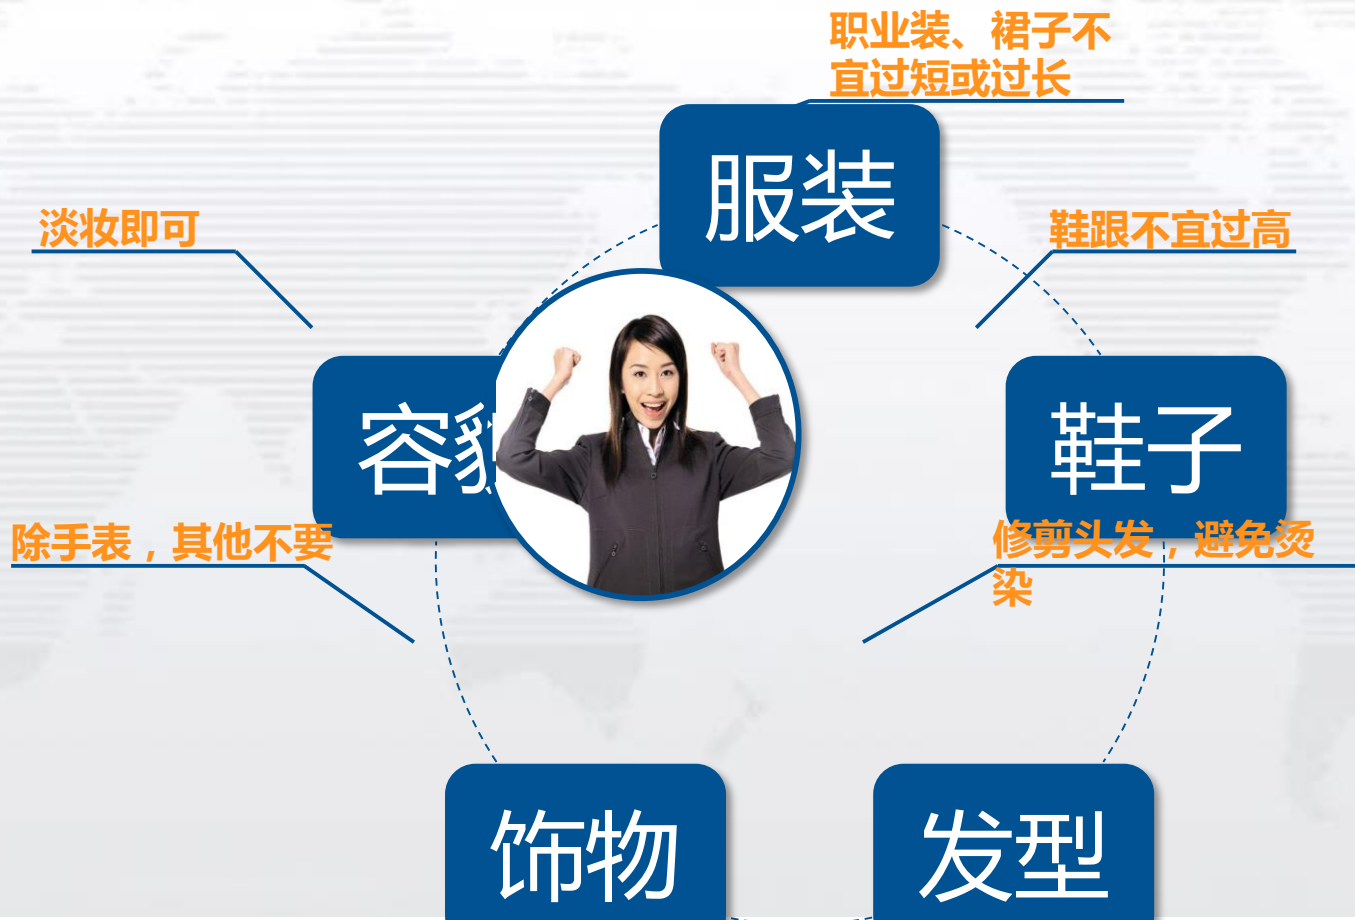 职业装、裙子不
宜过短或过长
服装
淡妆即可
鞋跟不宜过高
容貌
鞋子
除手表，其他不要
修剪头发，避免烫
染
饰物
发型